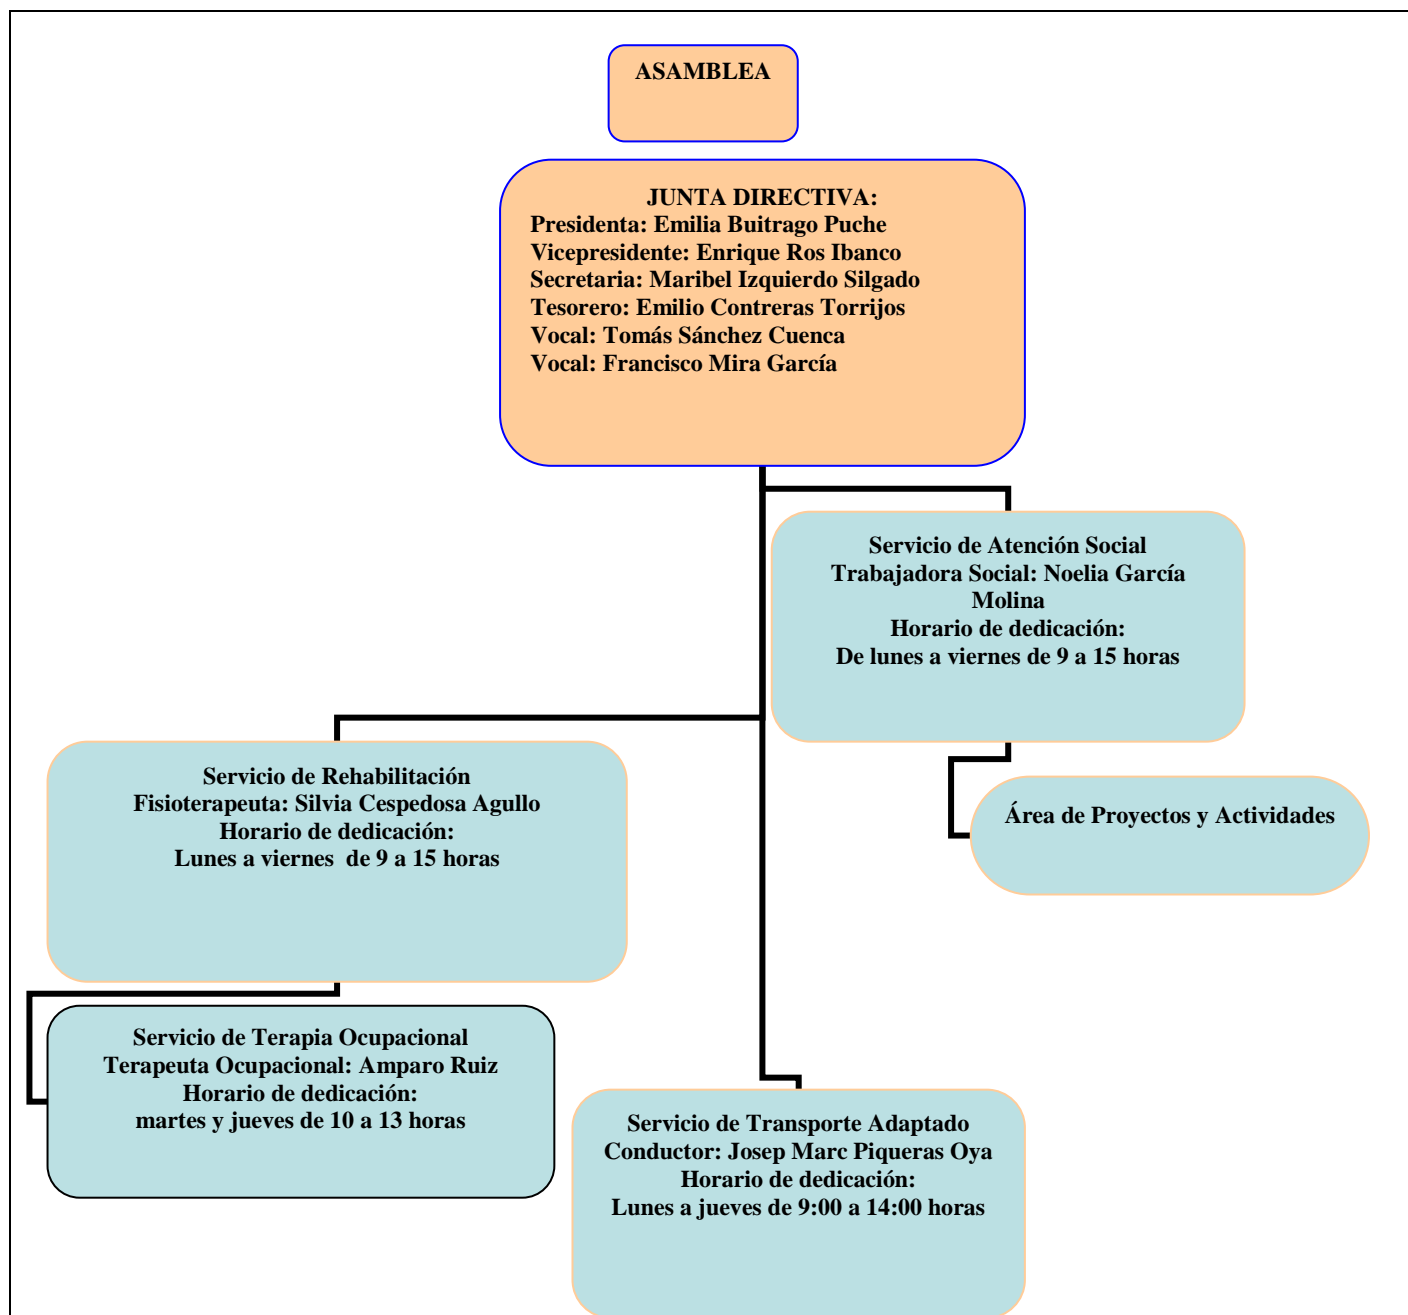 ASAMBLEA
JUNTA DIRECTIVA:
Presidenta: Emilia Buitrago Puche
Vicepresidente: Enrique Ros Ibanco
Secretaria: Maribel Izquierdo Silgado
Tesorero: Emilio Contreras Torrijos
Vocal: Tomás Sánchez Cuenca
Vocal: Francisco Mira García
Servicio de Atención Social
Trabajadora Social: Noelia García
Molina
Horario de dedicación:
De lunes a viernes de 9 a 15 horas
Servicio de Rehabilitación
Fisioterapeuta: Silvia Cespedosa Agullo
Horario de dedicación:
Lunes a viernes  de 9 a 15 horas
Área de Proyectos y Actividades
Servicio de Terapia Ocupacional
Terapeuta Ocupacional: Amparo Ruiz
Horario de dedicación:
martes y jueves de 10 a 13 horas
Servicio de Transporte Adaptado
Conductor: Josep Marc Piqueras Oya
Horario de dedicación:
Lunes a jueves de 9:00 a 14:00 horas